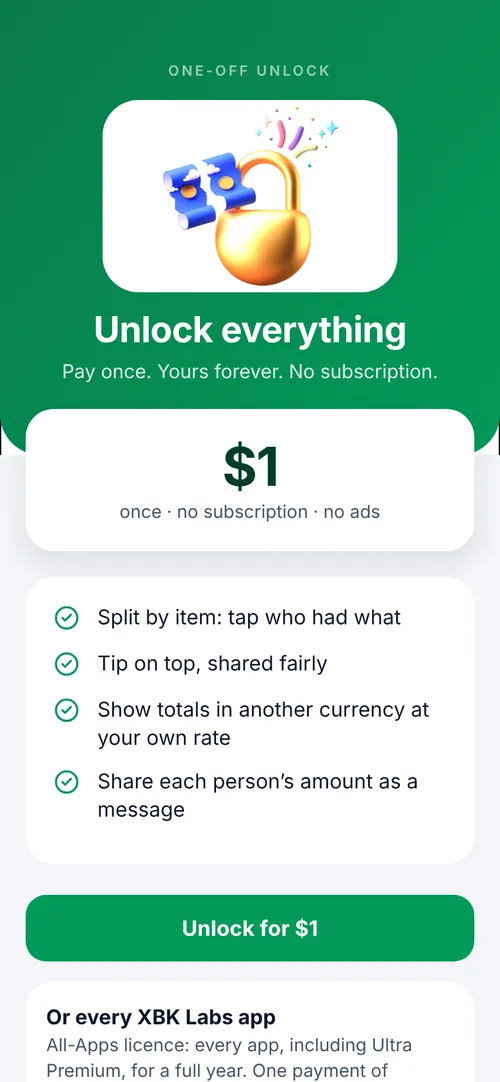 ONE-OFF UNLOCK
Unlock everything
Pay once. Yours forever. No subscription.
$1
once · no subscription · no ads
Split by item: tap who had what
Tip on top, shared fairly
Show totals in another currency at
your own rate
Share each person’s amount as a
message
Unlock for $1
Or every XBK Labs app
All-Apps licence: every app, including Ultra
Premium, for a full year. One payment of